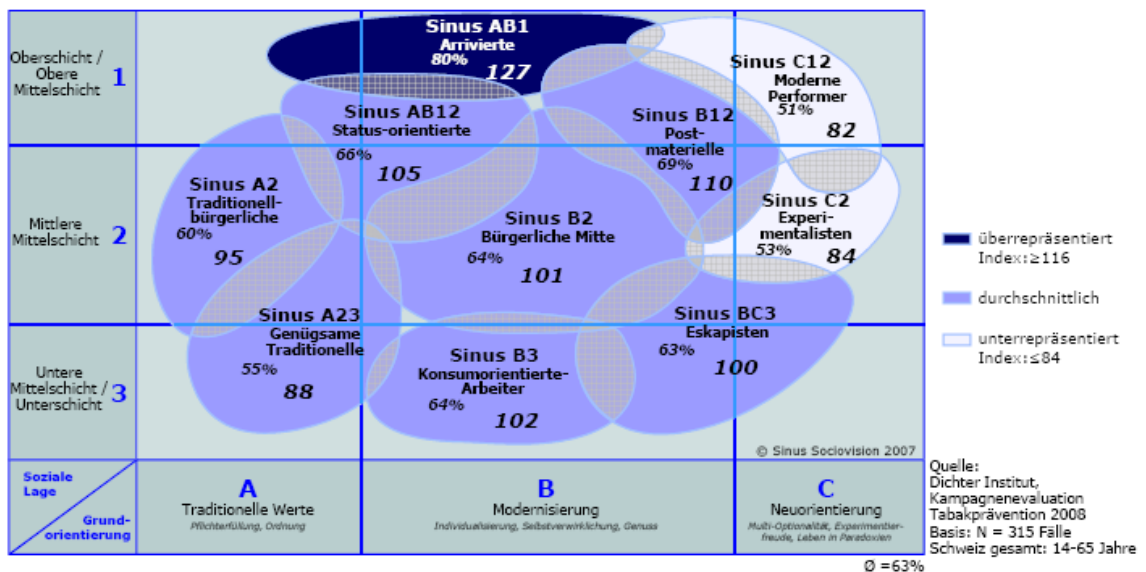 Oberschicht /
Obere
Mittelschicht
1
Mittlere
Mittelschicht
2
Untere
Mittelschicht /
Unterschicht
3
Sinus AB1
Arrivierte
80%
127
Sinus C12
Moderne
Performer
51%
82
Sinus AB12
Status-orientierte
66%
105
Sinus B12
Post-
materielle
69%
110
Sinus A2
Traditionell-
bürgerliche
60%
95
Sinus B2
Bürgerliche Mitte
64%
101
Sinus C2
Experi-
mentalisten
53%
84
Sinus A23
Genügsame
Traditionelle
55%
88
Sinus B3
Konsumorientierte-
Arbeiter
64%
102
Sinus BC3
Eskapisten
63%
100
© Sinus Sociovision 2007
Soziale
Lage
Grund-
orientierung
A
Traditionelle Werte
Pflichterfüllung, Ordnung
B
Modernisierung
Individualisierung, Selbstverwirklichung, Genuss
C
Neuorientierung
Multi-Optionalität, Experimentier-
freude, Leben in Paradoxien
Ø =63%
überrepräsentiert
Index:≥116
durchschnittlich
unterrepräsentiert
Index:≤84
Quelle:
Dichter Institut,
Kampagnenevaluation
Tabakprävention 2008
Basis: N = 315 Fälle
Schweiz gesamt: 14-65 Jahre